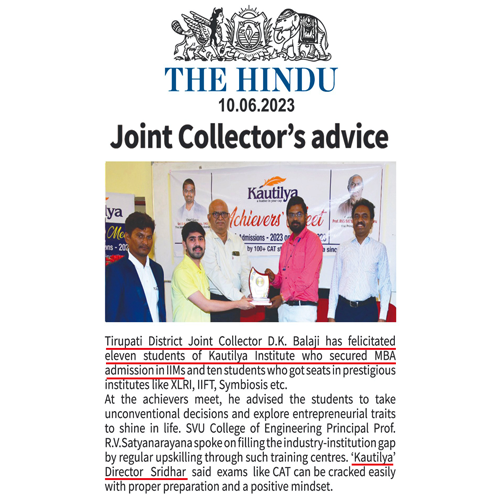 THE HINDU
10.06.2023
Joint Collector's advice
Kautilya
Kautilya
Achievers' Meet
Admissions - 2023
by 100+ CAT
Tirupati District Joint Collector D.K. Balaji has felicitated
eleven students of Kautilya Institute who secured MBA
admission in IIMs and ten students who got seats in prestigious
institutes like XLRI, IIFT, Symbiosis etc.
At the achievers meet, he advised the students to take
unconventional decisions and explore entrepreneurial traits
to shine in life. SVU College of Engineering Principal Prof.
R.V.Satyanarayana spoke on filling the industry-institution gap
by regular upskilling through such training centres. ‘Kautilya’
Director Sridhar said exams like CAT can be cracked easily
with proper preparation and a positive mindset.